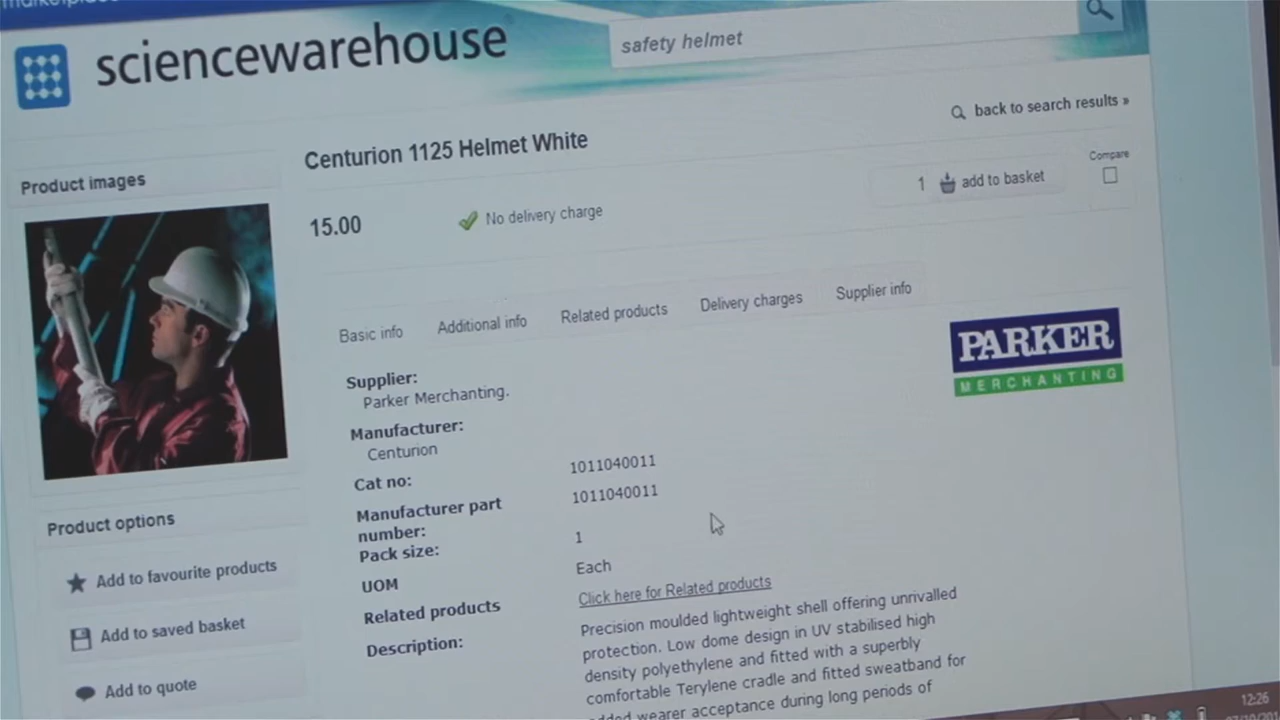 sciencewarehouse
safety helmet
back to search results »
Centurion 1125 Helmet White
Compare
Product images
1 add to basket
15.00
No delivery charge
Basic info Additional info Related products Delivery charges Supplier info
PARKER
MERCHANTING
Supplier:
Parker Merchanting.
Manufacturer:
Centurion
Cat no: 1011040011
Manufacturer part number: 1011040011
Pack size: 1
UOM Each
Related products Click here for Related products
Description: Precision moulded lightweight shell offering unrivalled
protection. Low dome design in UV stabilised high
density polyethylene and fitted with a superbly
comfortable Terylene cradle and fitted sweatband for
added wearer acceptance during long periods of
Product options
Add to favourite products
Add to saved basket
Add to quote
12:26